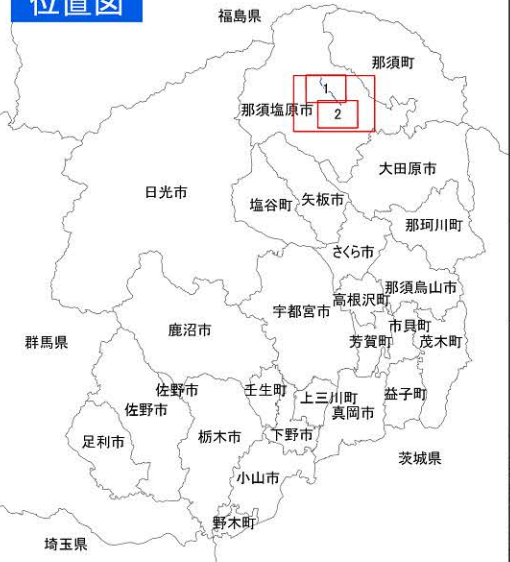 位置図
福島県
那須町
1
那須塩原市
2
大田原市
日光市
塩谷町
矢板市
那珂川町
さくら市
那須烏山市
高根沢町
宇都宮市
市貝町
鹿沼市
芳賀町
茂木町
群馬県
佐野市
壬生町
上三川町
益子町
佐野市
真岡市
足利市
栃木市
下野市
茨城県
小山市
野木町
埼玉県